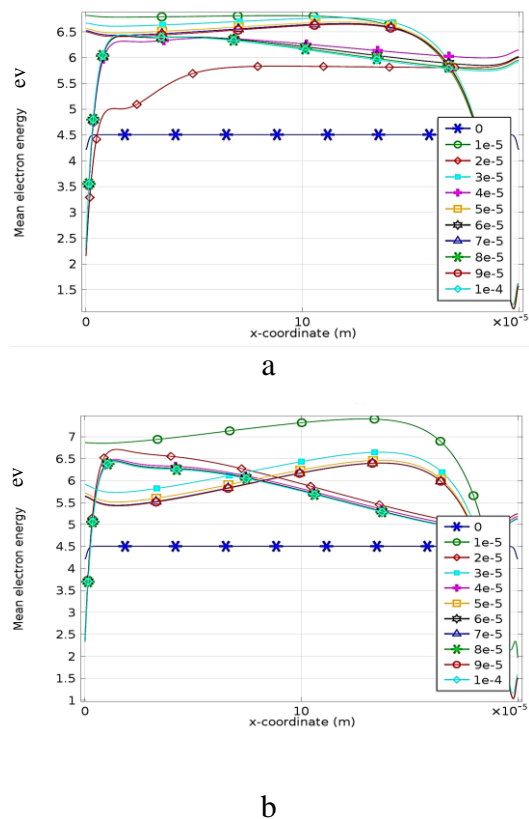 6.5
6
5.5
5
4.5
4
3.5
3
2.5
2
1.5
ev
Mean electron energy
0
1e-5
2e-5
3e-5
4e-5
5e-5
6e-5
7e-5
8e-5
9e-5
1e-4
0
10
×10⁻⁵
x-coordinate (m)
a
7
6.5
6
5.5
5
4.5
4
3.5
3
2.5
2
1.5
1
ev
Mean electron energy
0
1e-5
2e-5
3e-5
4e-5
5e-5
6e-5
7e-5
8e-5
9e-5
1e-4
0
10
×10⁻⁵
x-coordinate (m)
b